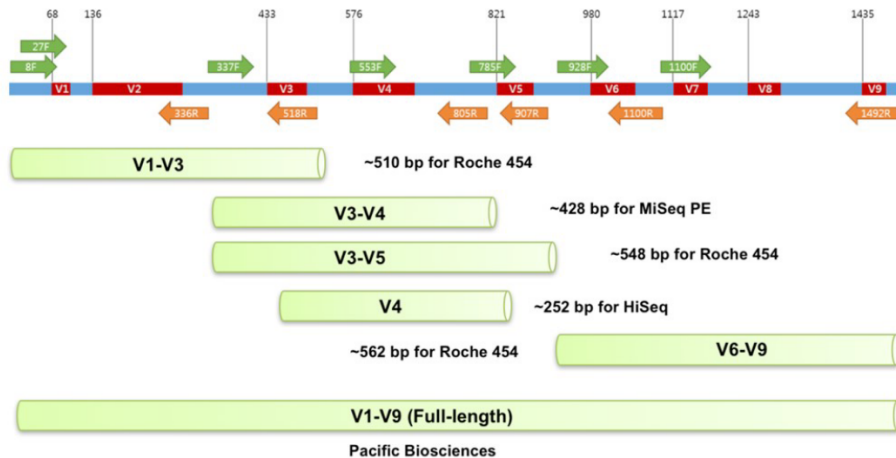 68 136 433 576 821 980 1117 1243 1435
27F
8F 337F 553F 785F 928F 1100F
V1 V2 V3 V4 V5 V6 V7 V8 V9
336R 518R 805R 907R 1100R 1492R
V1-V3 ~510 bp for Roche 454
V3-V4 ~428 bp for MiSeq PE
V3-V5 ~548 bp for Roche 454
V4 ~252 bp for HiSeq
~562 bp for Roche 454 V6-V9
V1-V9 (Full-length)
Pacific Biosciences